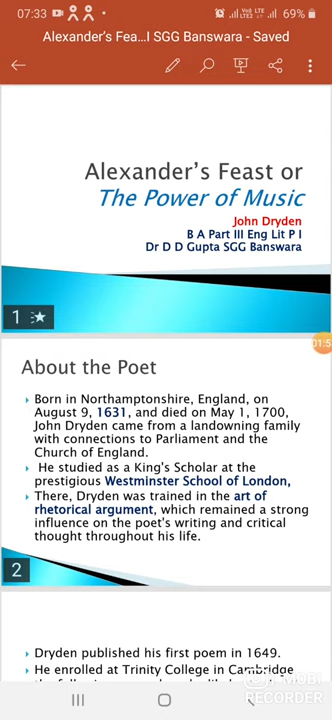 07:33
69%
Alexander's Fea...I SGG Banswara - Saved
Alexander's Feast or
The Power of Music
John Dryden
B A Part III Eng Lit P I
Dr D D Gupta SGG Banswara
1
01:5
About the Poet
Born in Northamptonshire, England, on
August 9, 1631, and died on May 1, 1700,
John Dryden came from a landowning family
with connections to Parliament and the
Church of England.
He studied as a King's Scholar at the
prestigious Westminster School of London,
There, Dryden was trained in the art of
rhetorical argument, which remained a strong
influence on the poet's writing and critical
thought throughout his life.
2
Dryden published his first poem in 1649.
He enrolled at Trinity College in Cambridge
MOBI
RECORDER